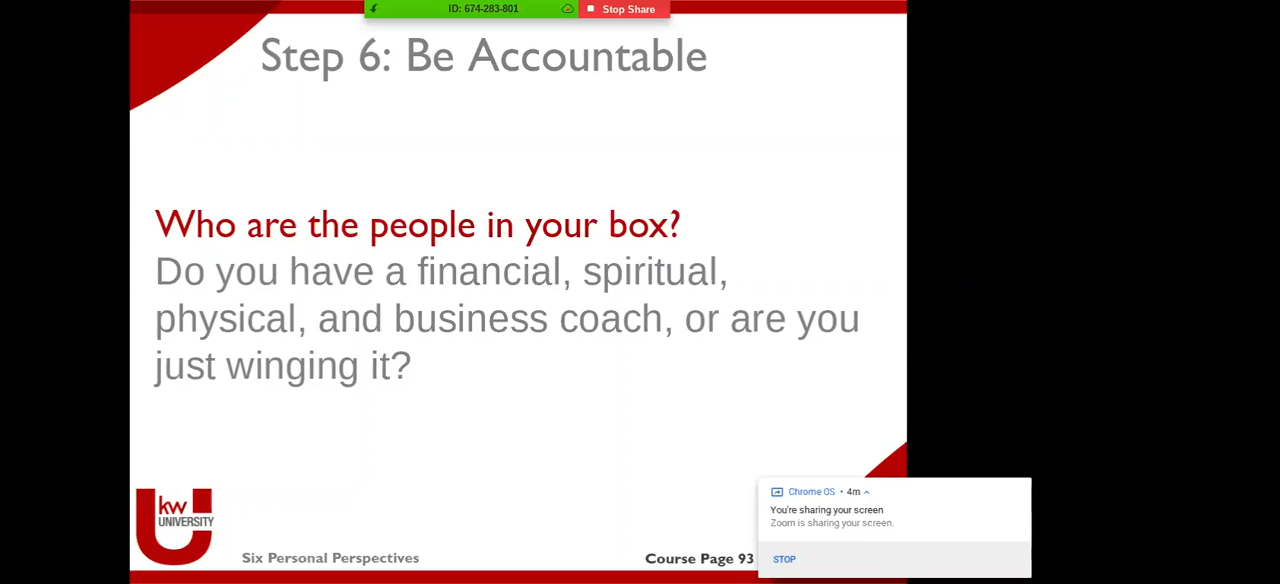 ID: 674-283-801
Stop Share
Step 6: Be Accountable
Who are the people in your box?
Do you have a financial, spiritual,
physical, and business coach, or are you
just winging it?
Chrome OS • 4m
You're sharing your screen
Zoom is sharing your screen.
STOP
kw
UNIVERSITY
Six Personal Perspectives
Course Page 93